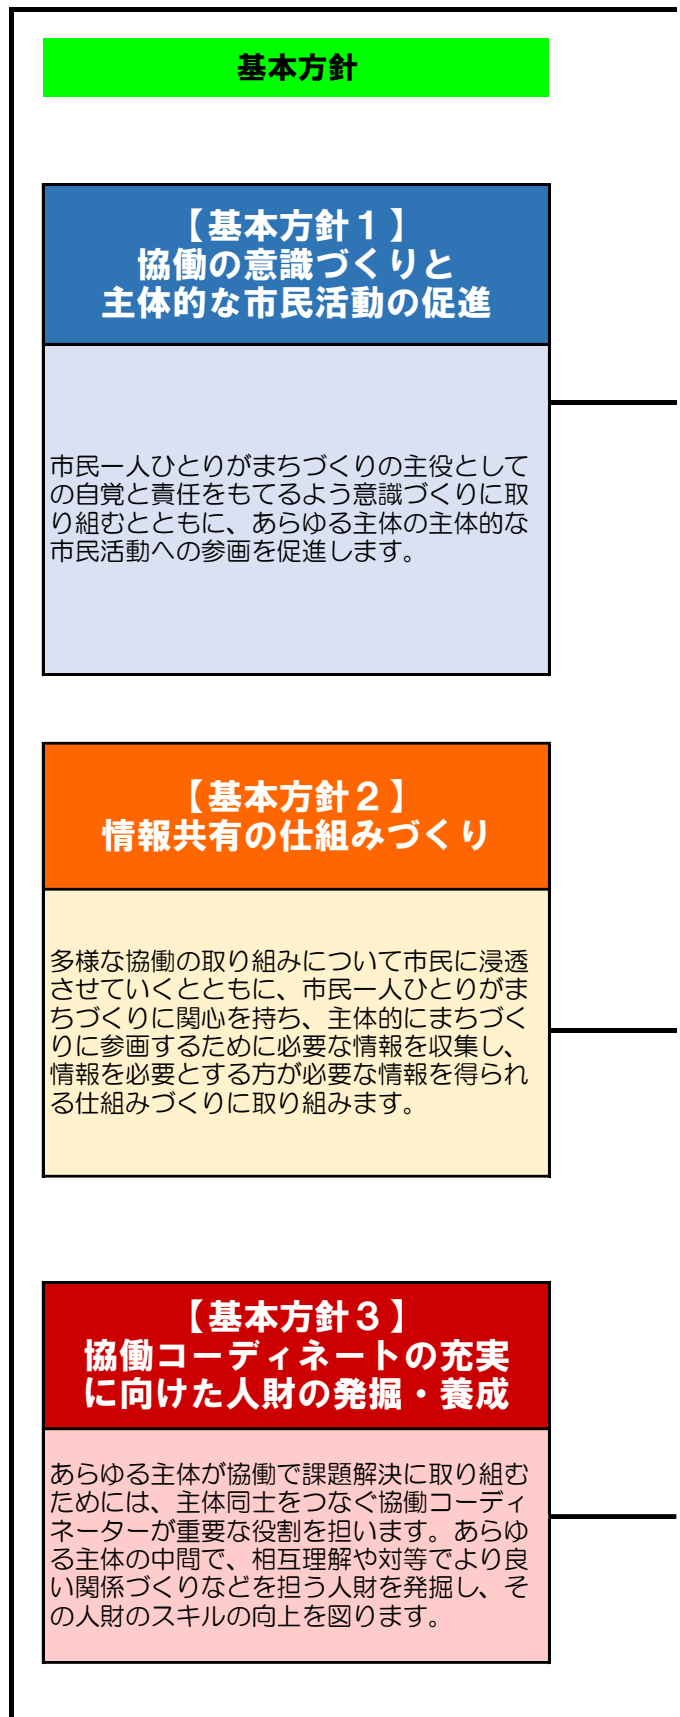 基本方針
【基本方針１】
協働の意識づくりと
主体的な市民活動の促進
市民一人ひとりがまちづくりの主役として
の自覚と責任をもてるよう意識づくりに取
り組むとともに、あらゆる主体の主体的な
市民活動への参画を促進します。
【基本方針２】
情報共有の仕組みづくり
多様な協働の取り組みについて市民に浸透
させていくとともに、市民一人ひとりがま
ちづくりに関心を持ち、主体的にまちづく
りに参画するために必要な情報を収集し、
情報を必要とする方が必要な情報を得られ
る仕組みづくりに取り組みます。
【基本方針３】
協働コーディネートの充実
に向けた人財の発掘・養成
あらゆる主体が協働で課題解決に取り組む
ためには、主体同士をつなぐ協働コーディ
ネーターが重要な役割を担います。あらゆ
る主体の中間で、相互理解や対等でより良
い関係づくりなどを担う人財を発掘し、そ
の人財のスキルの向上を図ります。